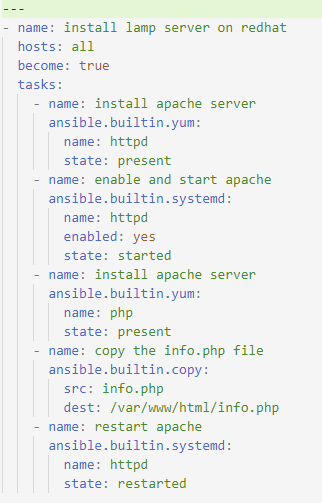 ---
- name: install lamp server on redhat
  hosts: all
  become: true
  tasks:
    - name: install apache server
      ansible.builtin.yum:
        name: httpd
        state: present
    - name: enable and start apache
      ansible.builtin.systemd:
        name: httpd
        enabled: yes
        state: started
    - name: install apache server
      ansible.builtin.yum:
        name: php
        state: present
    - name: copy the info.php file
      ansible.builtin.copy:
        src: info.php
        dest: /var/www/html/info.php
    - name: restart apache
      ansible.builtin.systemd:
        name: httpd
        state: restarted